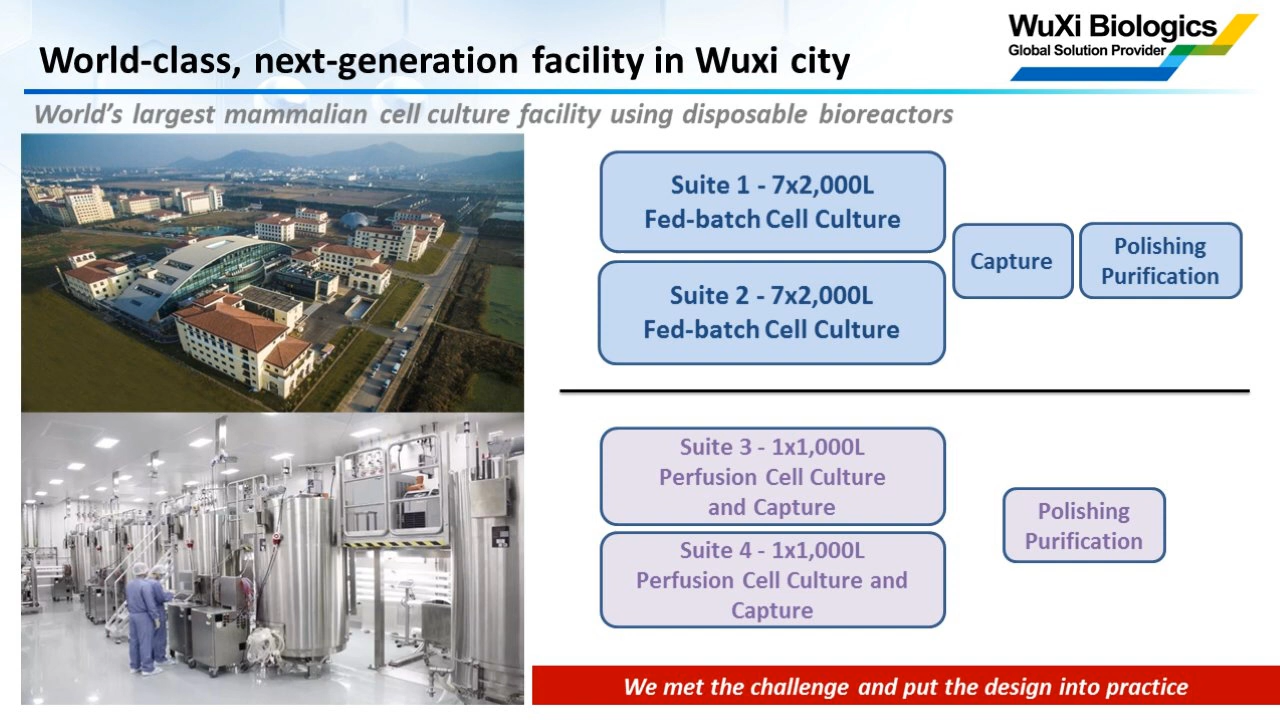 WuXi Biologics
Global Solution Provider
World-class, next-generation facility in Wuxi city
World's largest mammalian cell culture facility using disposable bioreactors
Suite 1 - 7x2,000L
Fed-batch Cell Culture
Suite 2 - 7x2,000L
Fed-batch Cell Culture
Capture
Polishing
Purification
Suite 3 - 1x1,000L
Perfusion Cell Culture
and Capture
Suite 4 - 1x1,000L
Perfusion Cell Culture and
Capture
Polishing
Purification
We met the challenge and put the design into practice